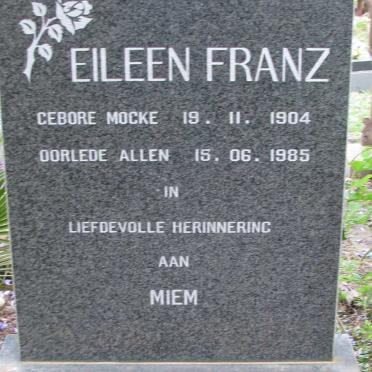 EILEEN FRANZ
GEBORE MOCKE 19. 11. 1904
OORLEDE ALLEN 15. 06. 1985
IN
LIEFDEVOLLE HERINNERING
AAN
MIEM